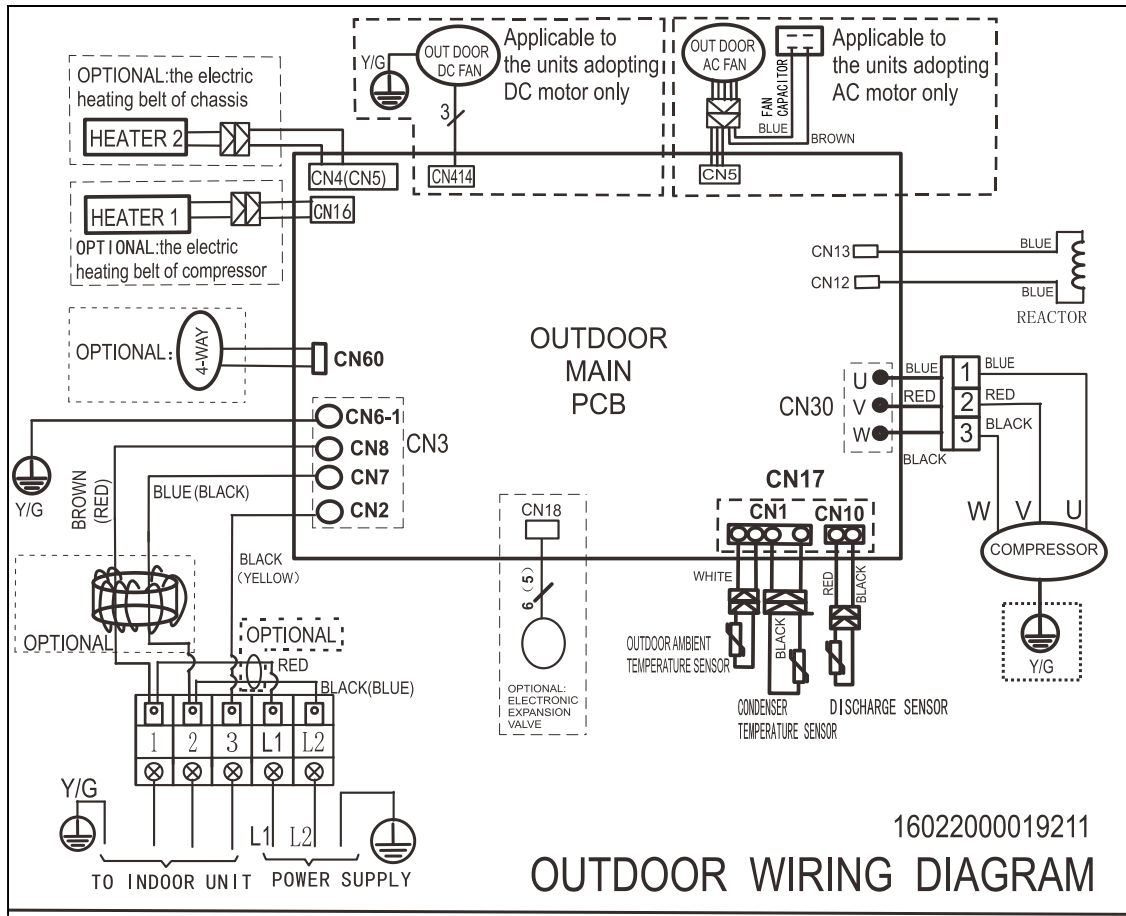 OPTIONAL:the electric
heating belt of chassis
HEATER 2
OPTIONAL:the electric
heating belt of compressor
HEATER 1
Y/G
OUT DOOR
DC FAN
3
Applicable to
the units adopting
DC motor only
OUT DOOR
AC FAN
FAN
CAPACITOR
BLUE
BROWN
Applicable to
the units adopting
AC motor only
CN4(CN5)
CN414
CN5
CN16
CN13
CN12
BLUE
BLUE
REACTOR
OPTIONAL:
4-WAY
CN60
OUTDOOR
MAIN
PCB
CN6-1
CN8
CN7
CN2
CN3
Y/G
BROWN
(RED)
BLUE(BLACK)
BLACK
(YELLOW)
CN30
U
V
W
BLUE
RED
BLACK
1
2
3
BLUE
RED
BLACK
W
V
U
COMPRESSOR
Y/G
CN17
CN1
CN10
WHITE
BLACK
RED
BLACK
OUTDOOR AMBIENT
TEMPERATURE SENSOR
CONDENSER
TEMPERATURE SENSOR
DISCHARGE SENSOR
CN18
6 (5)
OPTIONAL:
ELECTRONIC
EXPANSION
VALVE
OPTIONAL
OPTIONAL
RED
BLACK(BLUE)
1
2
3
L1
L2
Y/G
L1
L2
TO INDOOR UNIT
POWER SUPPLY
16022000019211
OUTDOOR WIRING DIAGRAM